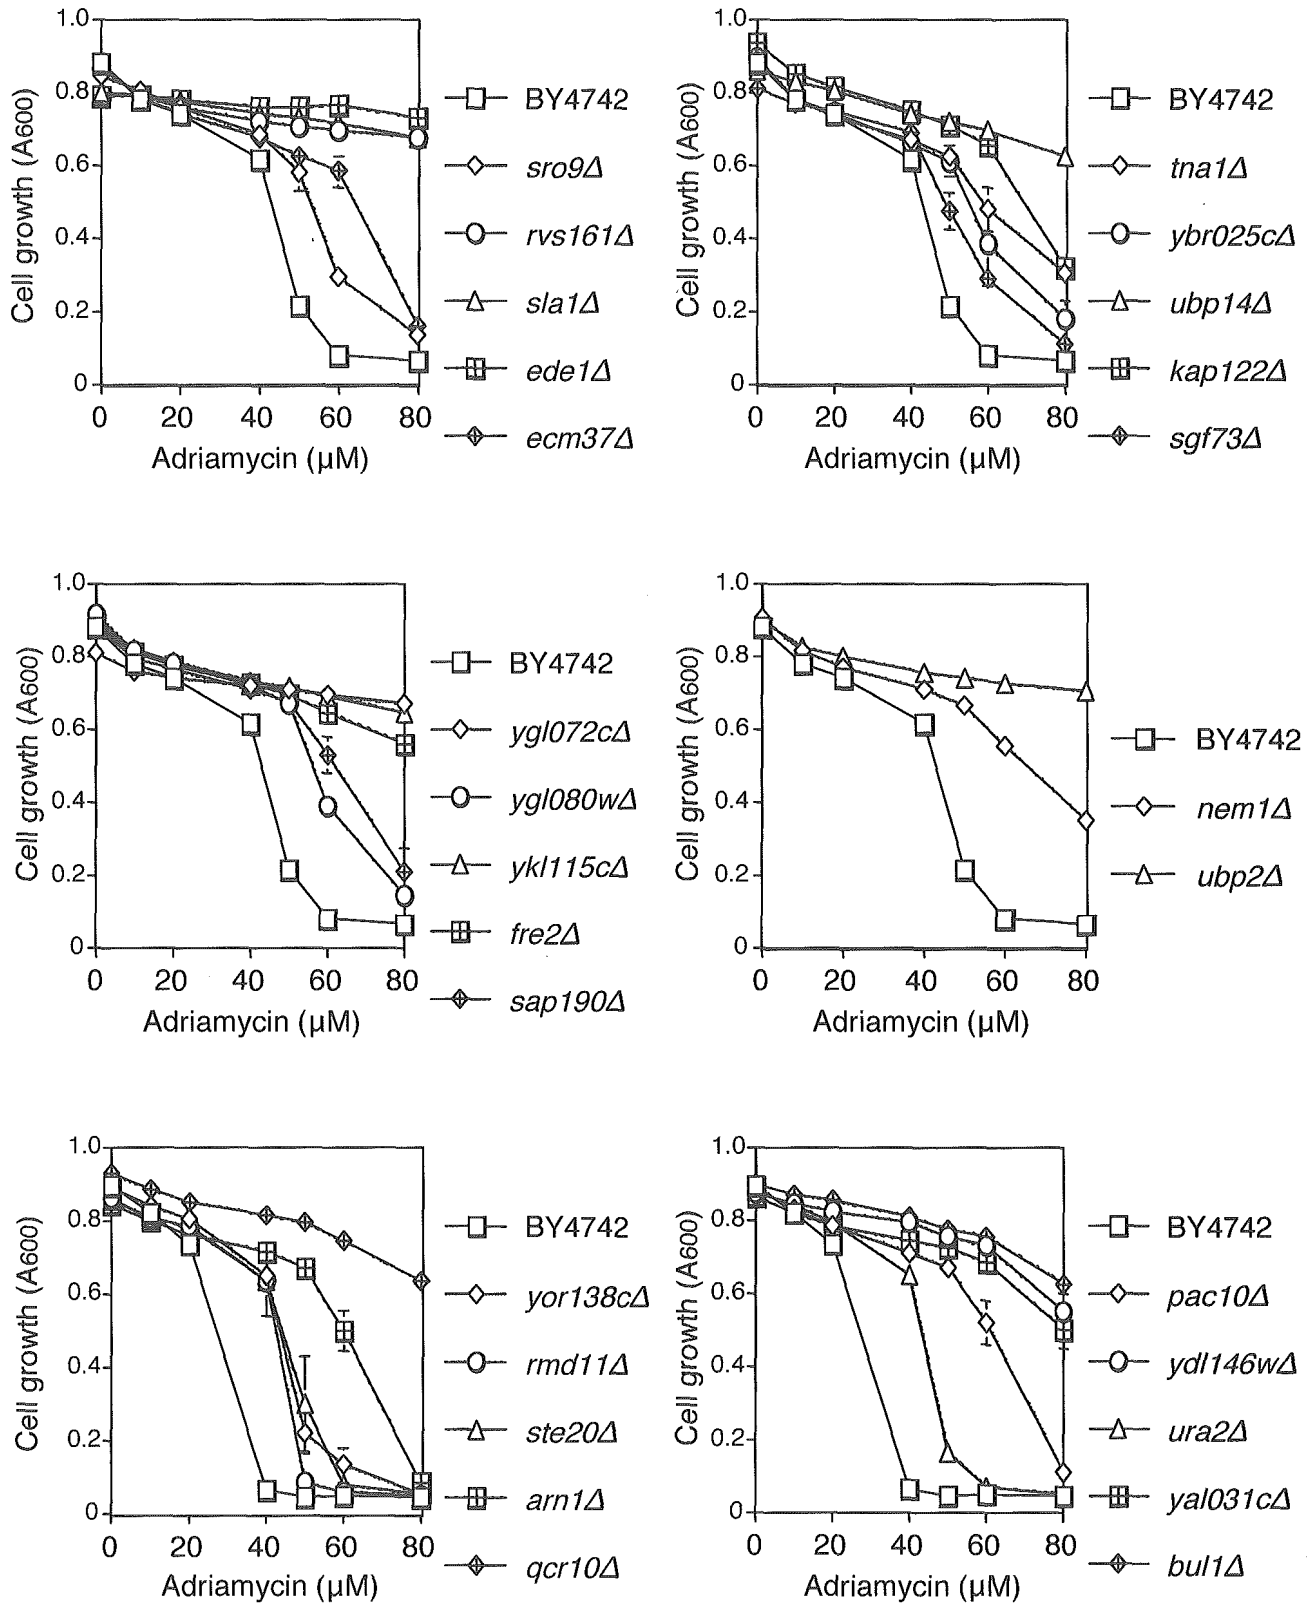 1.0
0.8
0.6
0.4
0.2
0
Cell growth (A600)
0 20 40 60 80
Adriamycin (µM)
BY4742
sro9Δ
rvs161Δ
sla1Δ
ede1Δ
ecm37Δ
1.0
0.8
0.6
0.4
0.2
0
Cell growth (A600)
0 20 40 60 80
Adriamycin (µM)
BY4742
tna1Δ
ybr025cΔ
ubp14Δ
kap122Δ
sgf73Δ
1.0
0.8
0.6
0.4
0.2
0
Cell growth (A600)
0 20 40 60 80
Adriamycin (µM)
BY4742
ygl072cΔ
ygl080wΔ
ykl115cΔ
fre2Δ
sap190Δ
1.0
0.8
0.6
0.4
0.2
0
Cell growth (A600)
0 20 40 60 80
Adriamycin (µM)
BY4742
nem1Δ
ubp2Δ
1.0
0.8
0.6
0.4
0.2
0
Cell growth (A600)
0 20 40 60 80
Adriamycin (µM)
BY4742
yor138cΔ
rmd11Δ
ste20Δ
arn1Δ
qcr10Δ
1.0
0.8
0.6
0.4
0.2
0
Cell growth (A600)
0 20 40 60 80
Adriamycin (µM)
BY4742
pac10Δ
ydl146wΔ
ura2Δ
yal031cΔ
bul1Δ